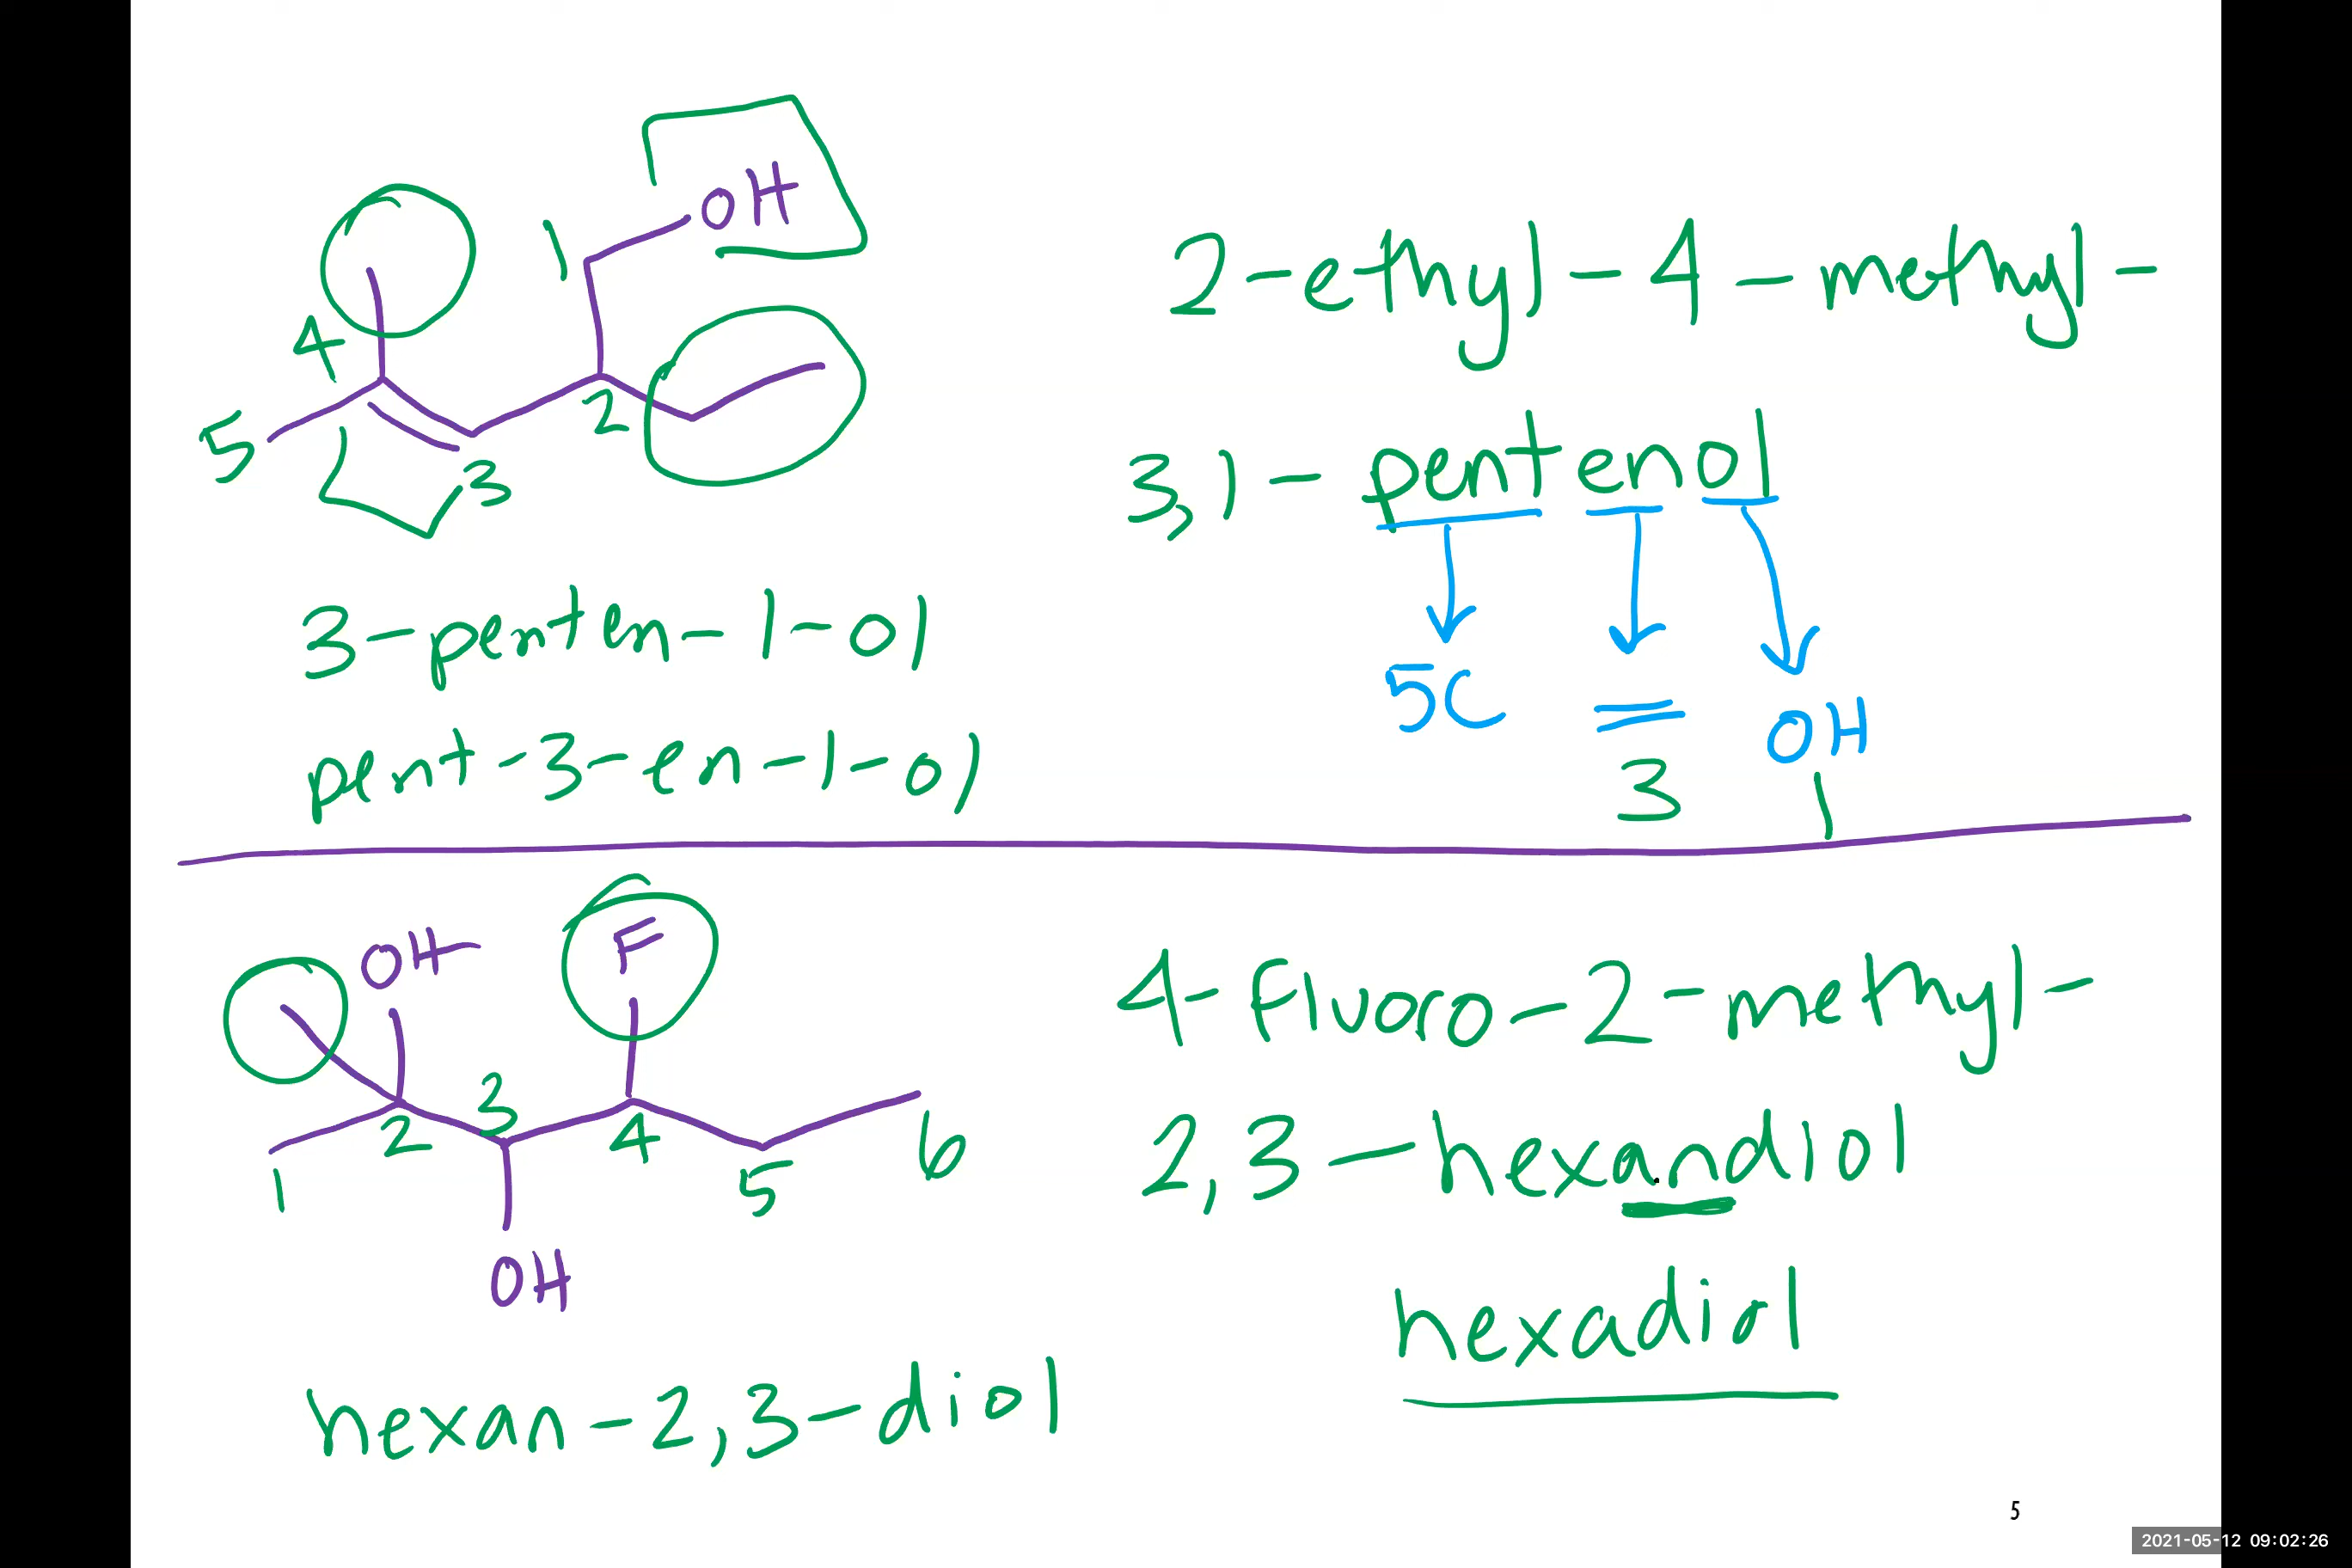 OH
1
4
5
2
3
2-ethyl-4-methyl-
3,1-pentenol
5C
OH
3
1
3-penten-1-ol
pent-3-en-1-ol
OH
F
1
2
3
4
5
6
OH
4-fluoro-2-methyl-
2,3-hexandiol
hexadiol
hexan-2,3-diol
5
2021-05-12 09:02:26